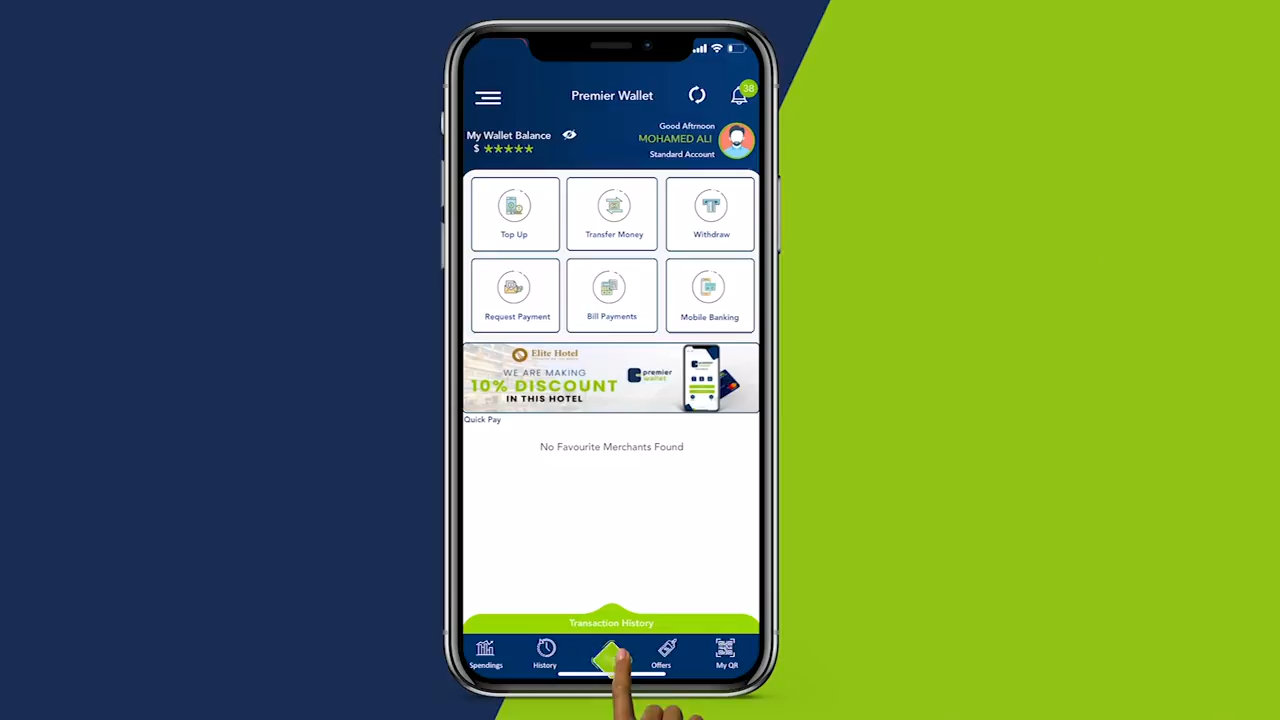 Premier Wallet
38
My Wallet Balance
$ *****
Good Aftrnoon
MOHAMED ALI
Standard Account
Top Up
Transfer Money
Withdraw
Request Payment
Bill Payments
Mobile Banking
Elite Hotel
WE ARE MAKING
10% DISCOUNT
IN THIS HOTEL
premier
wallet
Quick Pay
No Favourite Merchants Found
Transaction History
Spendings
History
Offers
My QR